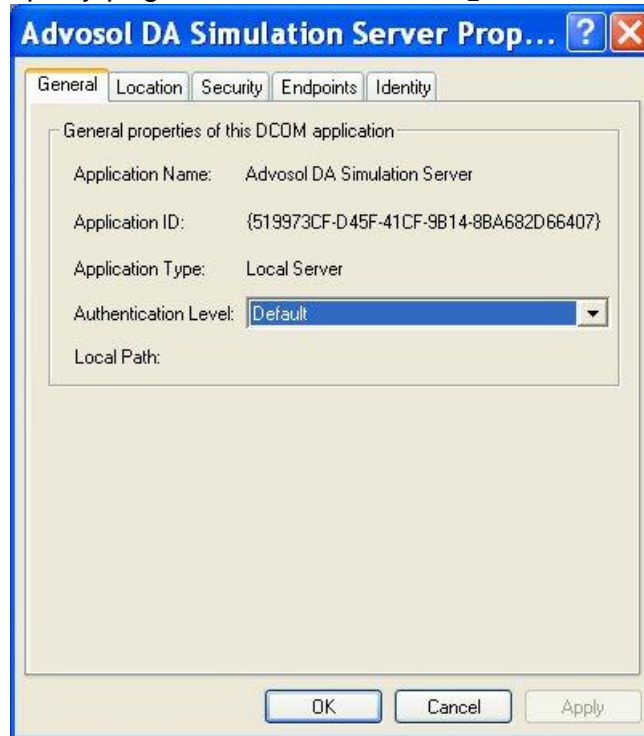 Advosol DA Simulation Server Prop...
General Location Security Endpoints Identity
General properties of this DCOM application
Application Name: Advosol DA Simulation Server
Application ID: {519973CF-D45F-41CF-9B14-8BA682D66407}
Application Type: Local Server
Authentication Level: Default
Local Path:
OK Cancel Apply